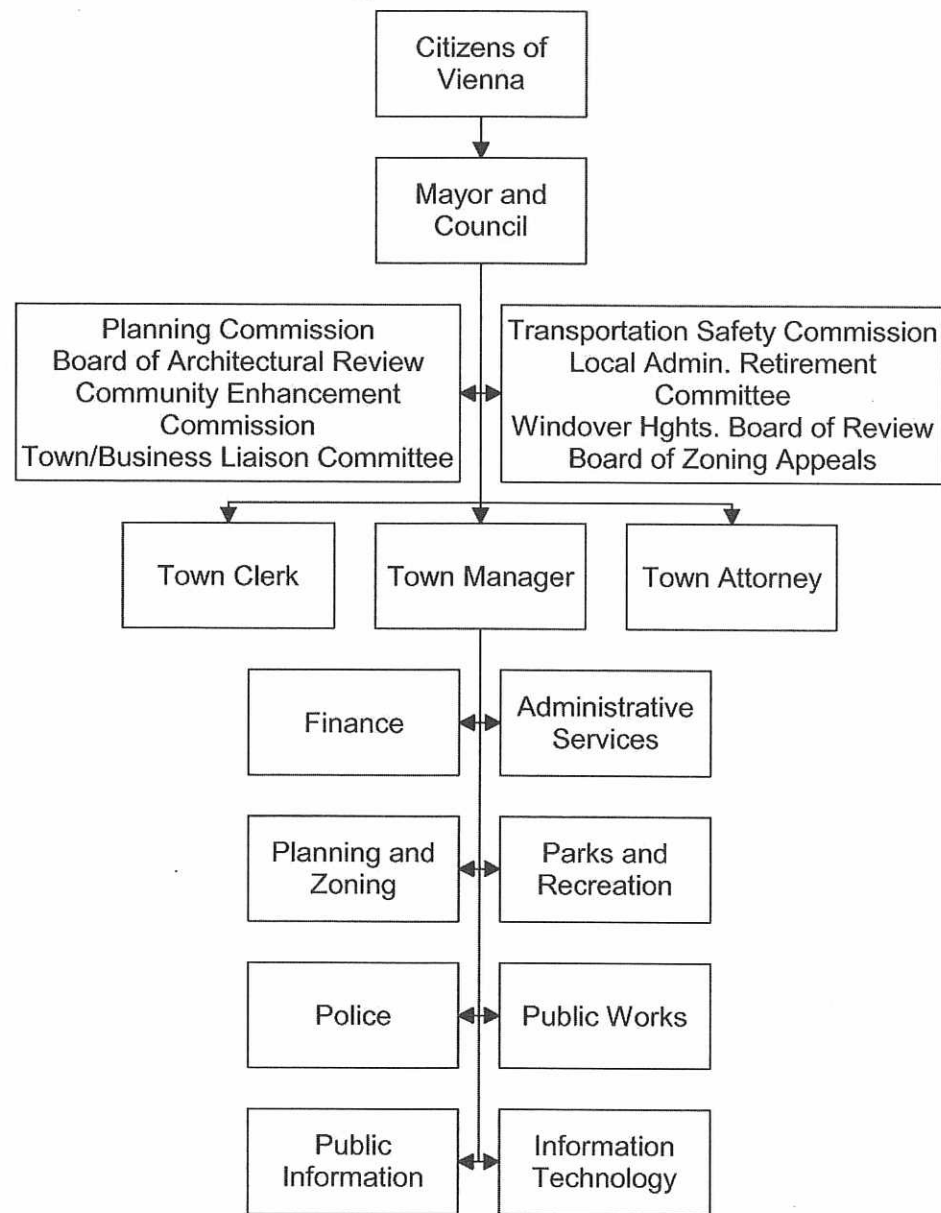 Citizens of
Vienna
Mayor and
Council
Planning Commission
Board of Architectural Review
Community Enhancement
Commission
Town/Business Liaison Committee
Transportation Safety Commission
Local Admin. Retirement
Committee
Windover Hghts. Board of Review
Board of Zoning Appeals
Town Clerk
Town Manager
Town Attorney
Finance
Administrative
Services
Planning and
Zoning
Parks and
Recreation
Police
Public Works
Public
Information
Information
Technology